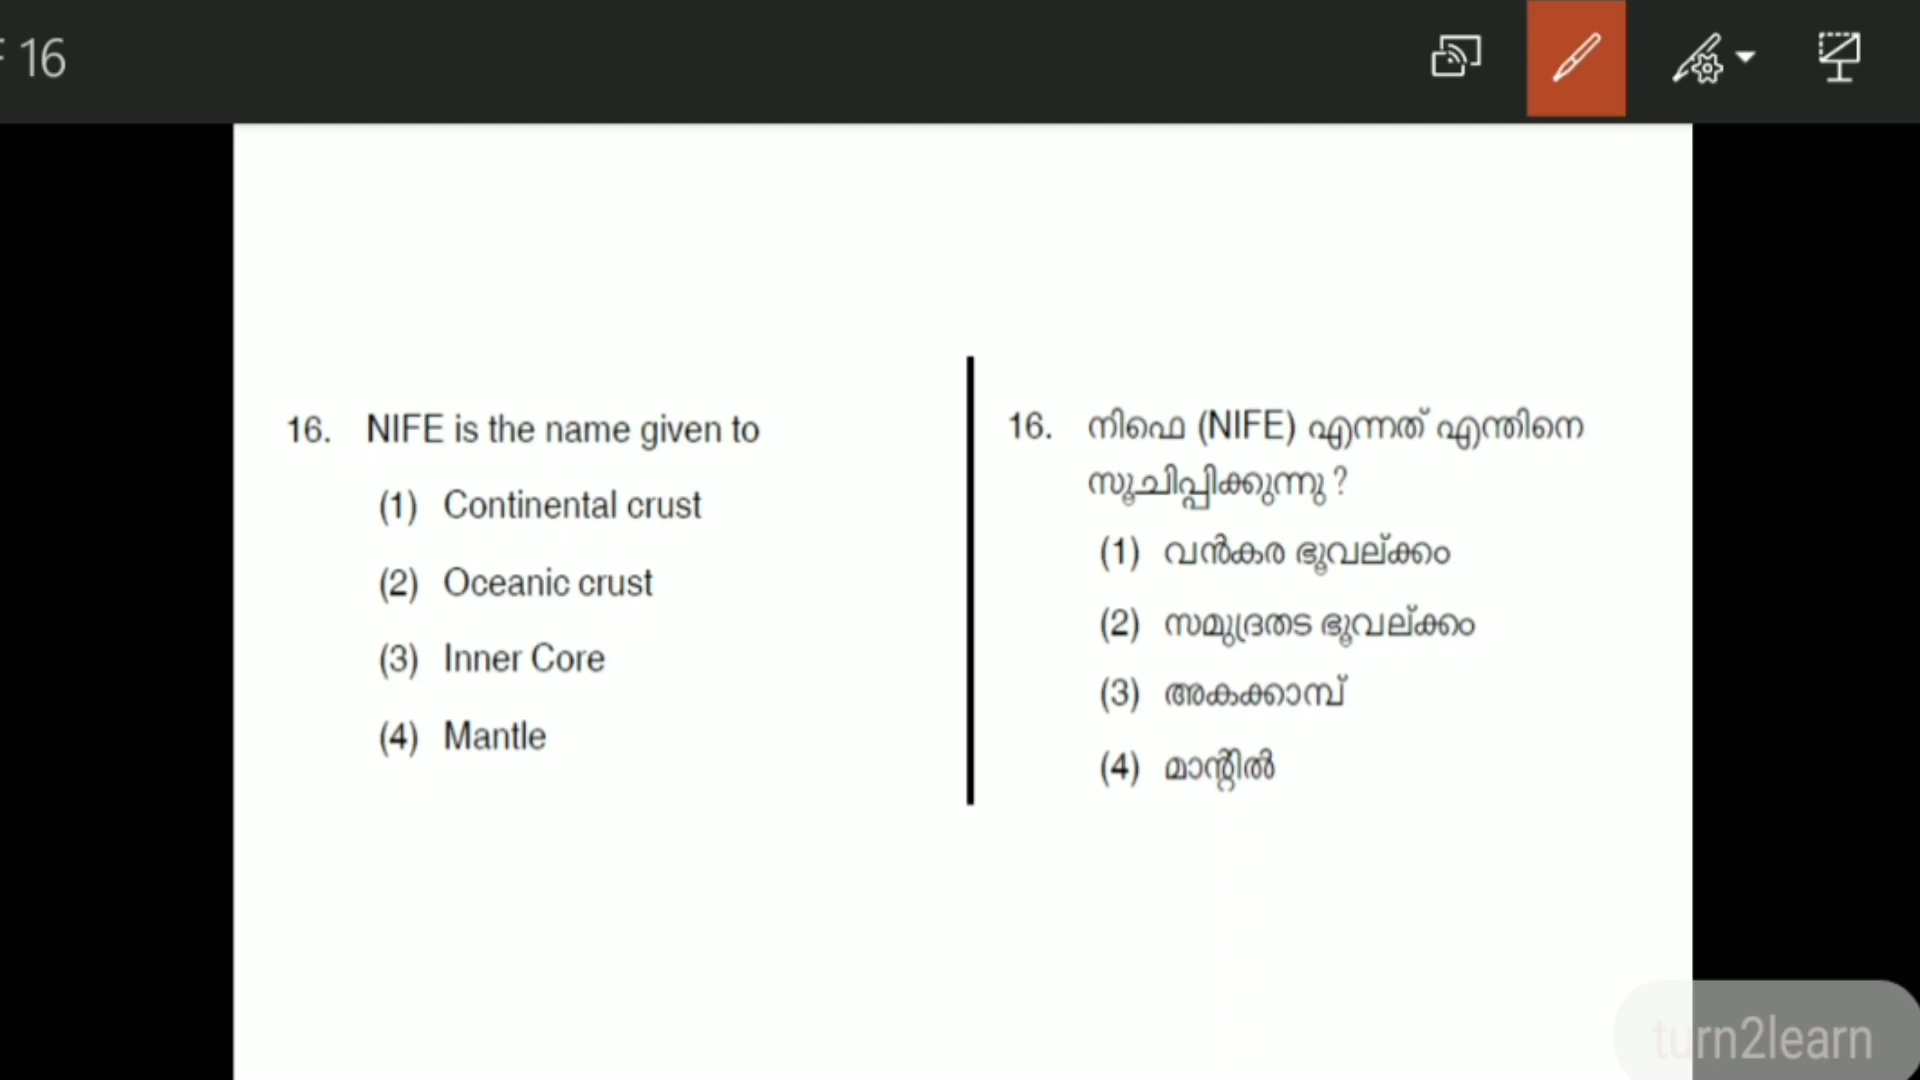 16
16. NIFE is the name given to
(1) Continental crust
(2) Oceanic crust
(3) Inner Core
(4) Mantle
16. നിഫെ (NIFE) എന്നത് എന്തിനെ
സൂചിപ്പിക്കുന്നു ?
(1) വൻകര ഭൂവല്ക്കം
(2) സമുദ്രതട ഭൂവല്ക്കം
(3) അകക്കാമ്പ്
(4) മാന്റിൽ
turn2learn